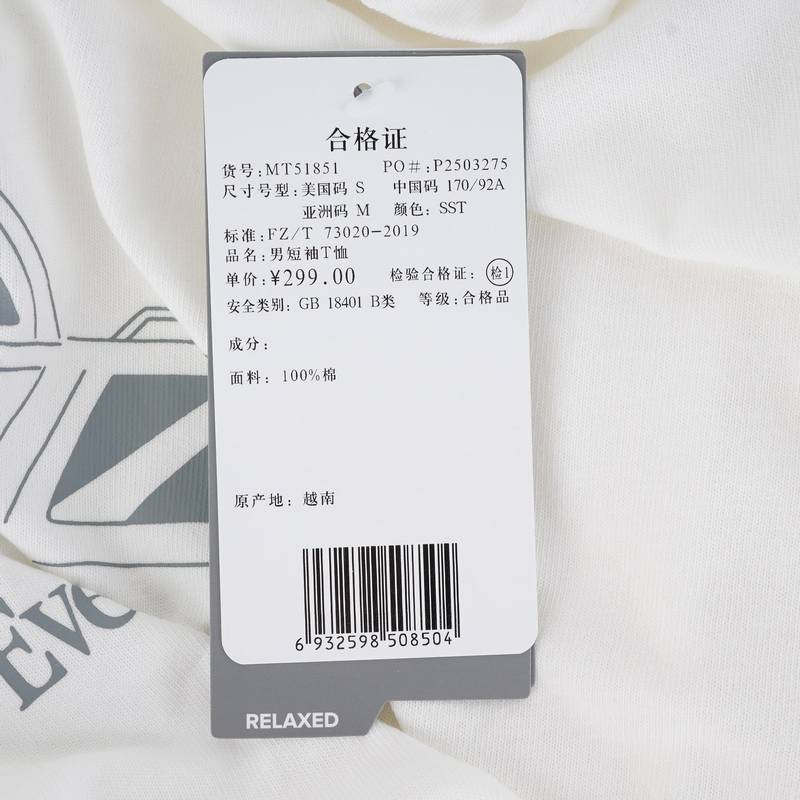 合格证
货号:MT51851 PO#:P2503275
尺寸号型:美国码 S 中国码 170/92A
亚洲码 M 颜色: SST
标准:FZ/T 73020-2019
品名:男短袖T恤
单价:¥299.00 检验合格证: 检1
安全类别: GB 18401 B类 等级:合格品
成分:
面料: 100%棉
原产地: 越南
6 932598 508504
RELAXED
Eve